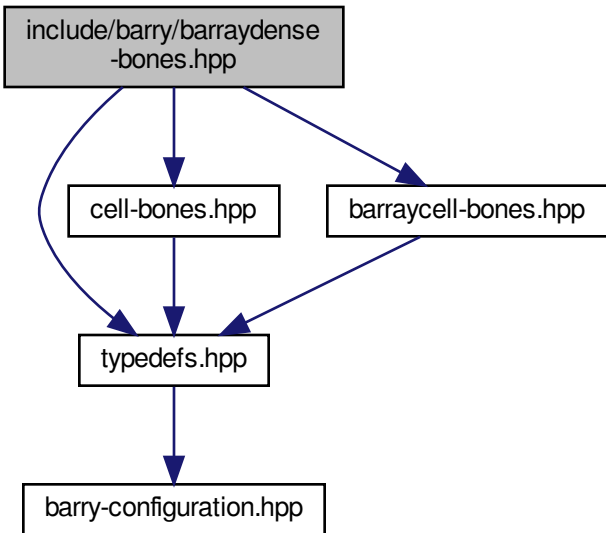 include/barry/barraydense
-bones.hpp
cell-bones.hpp
barraycell-bones.hpp
typedefs.hpp
barry-configuration.hpp